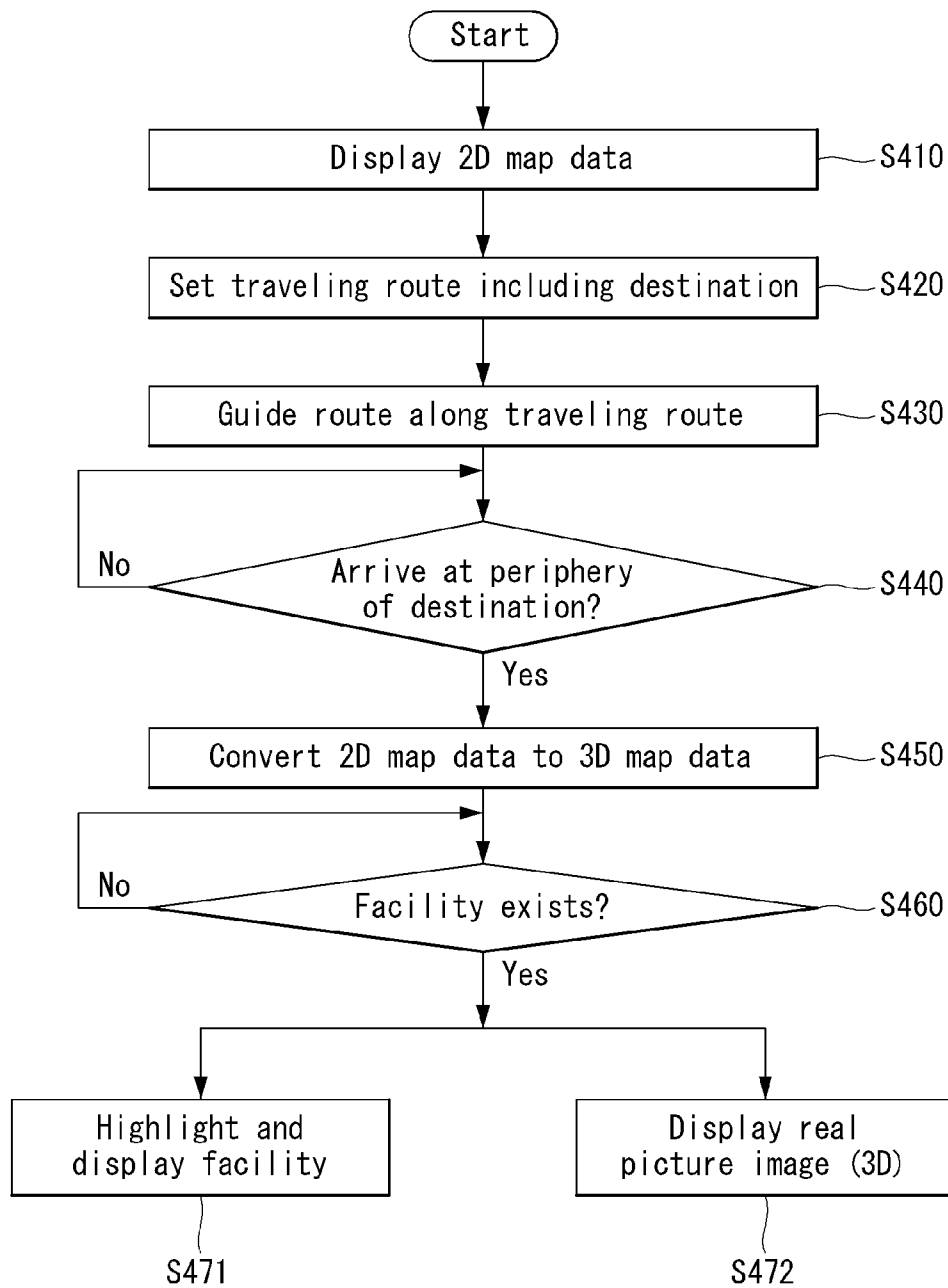 Start
Display 2D map data
S410
Set traveling route including destination
S420
Guide route along traveling route
S430
No
Arrive at periphery
of destination?
S440
Yes
Convert 2D map data to 3D map data
S450
No
Facility exists?
S460
Yes
Highlight and
display facility
S471
Display real
picture image (3D)
S472